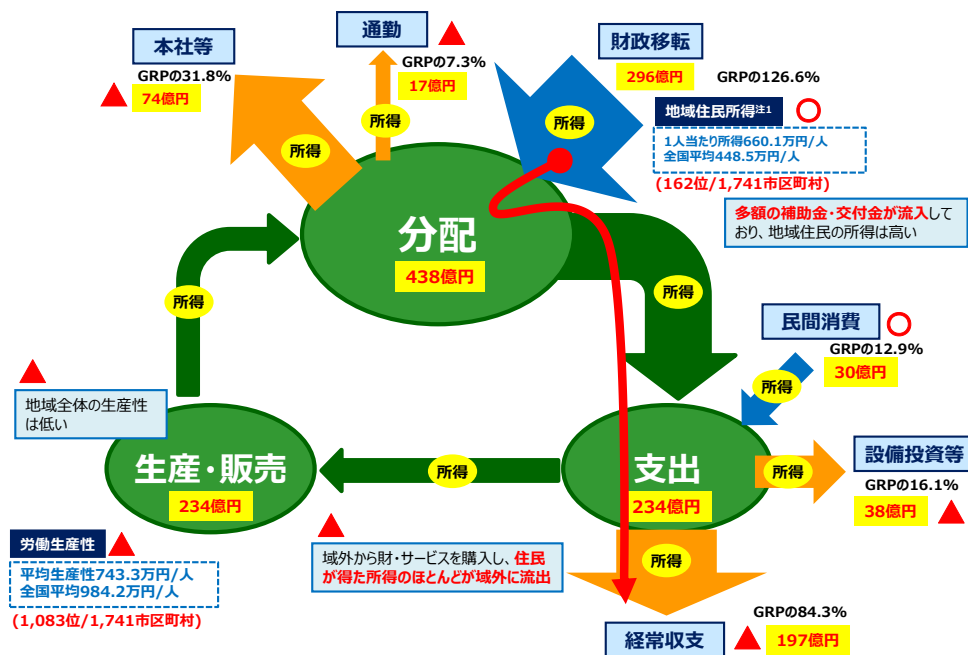 本社等
GRPの31.8%
74億円
通勤
GRPの7.3%
17億円
財政移転
296億円
GRPの126.6%
地域住民所得注1
1人当たり所得660.1万円/人
全国平均448.5万円/人
(162位/1,741市区町村)
多額の補助金・交付金が流入して
おり、地域住民の所得は高い
所得
所得
所得
分配
438億円
所得
所得
民間消費
GRPの12.9%
30億円
所得
地域全体の生産性
は低い
生産・販売
234億円
所得
支出
234億円
所得
設備投資等
GRPの16.1%
38億円
労働生産性
平均生産性743.3万円/人
全国平均984.2万円/人
(1,083位/1,741市区町村)
域外から財・サービスを購入し、住民
が得た所得のほとんどが域外に流出
所得
経常収支
GRPの84.3%
197億円